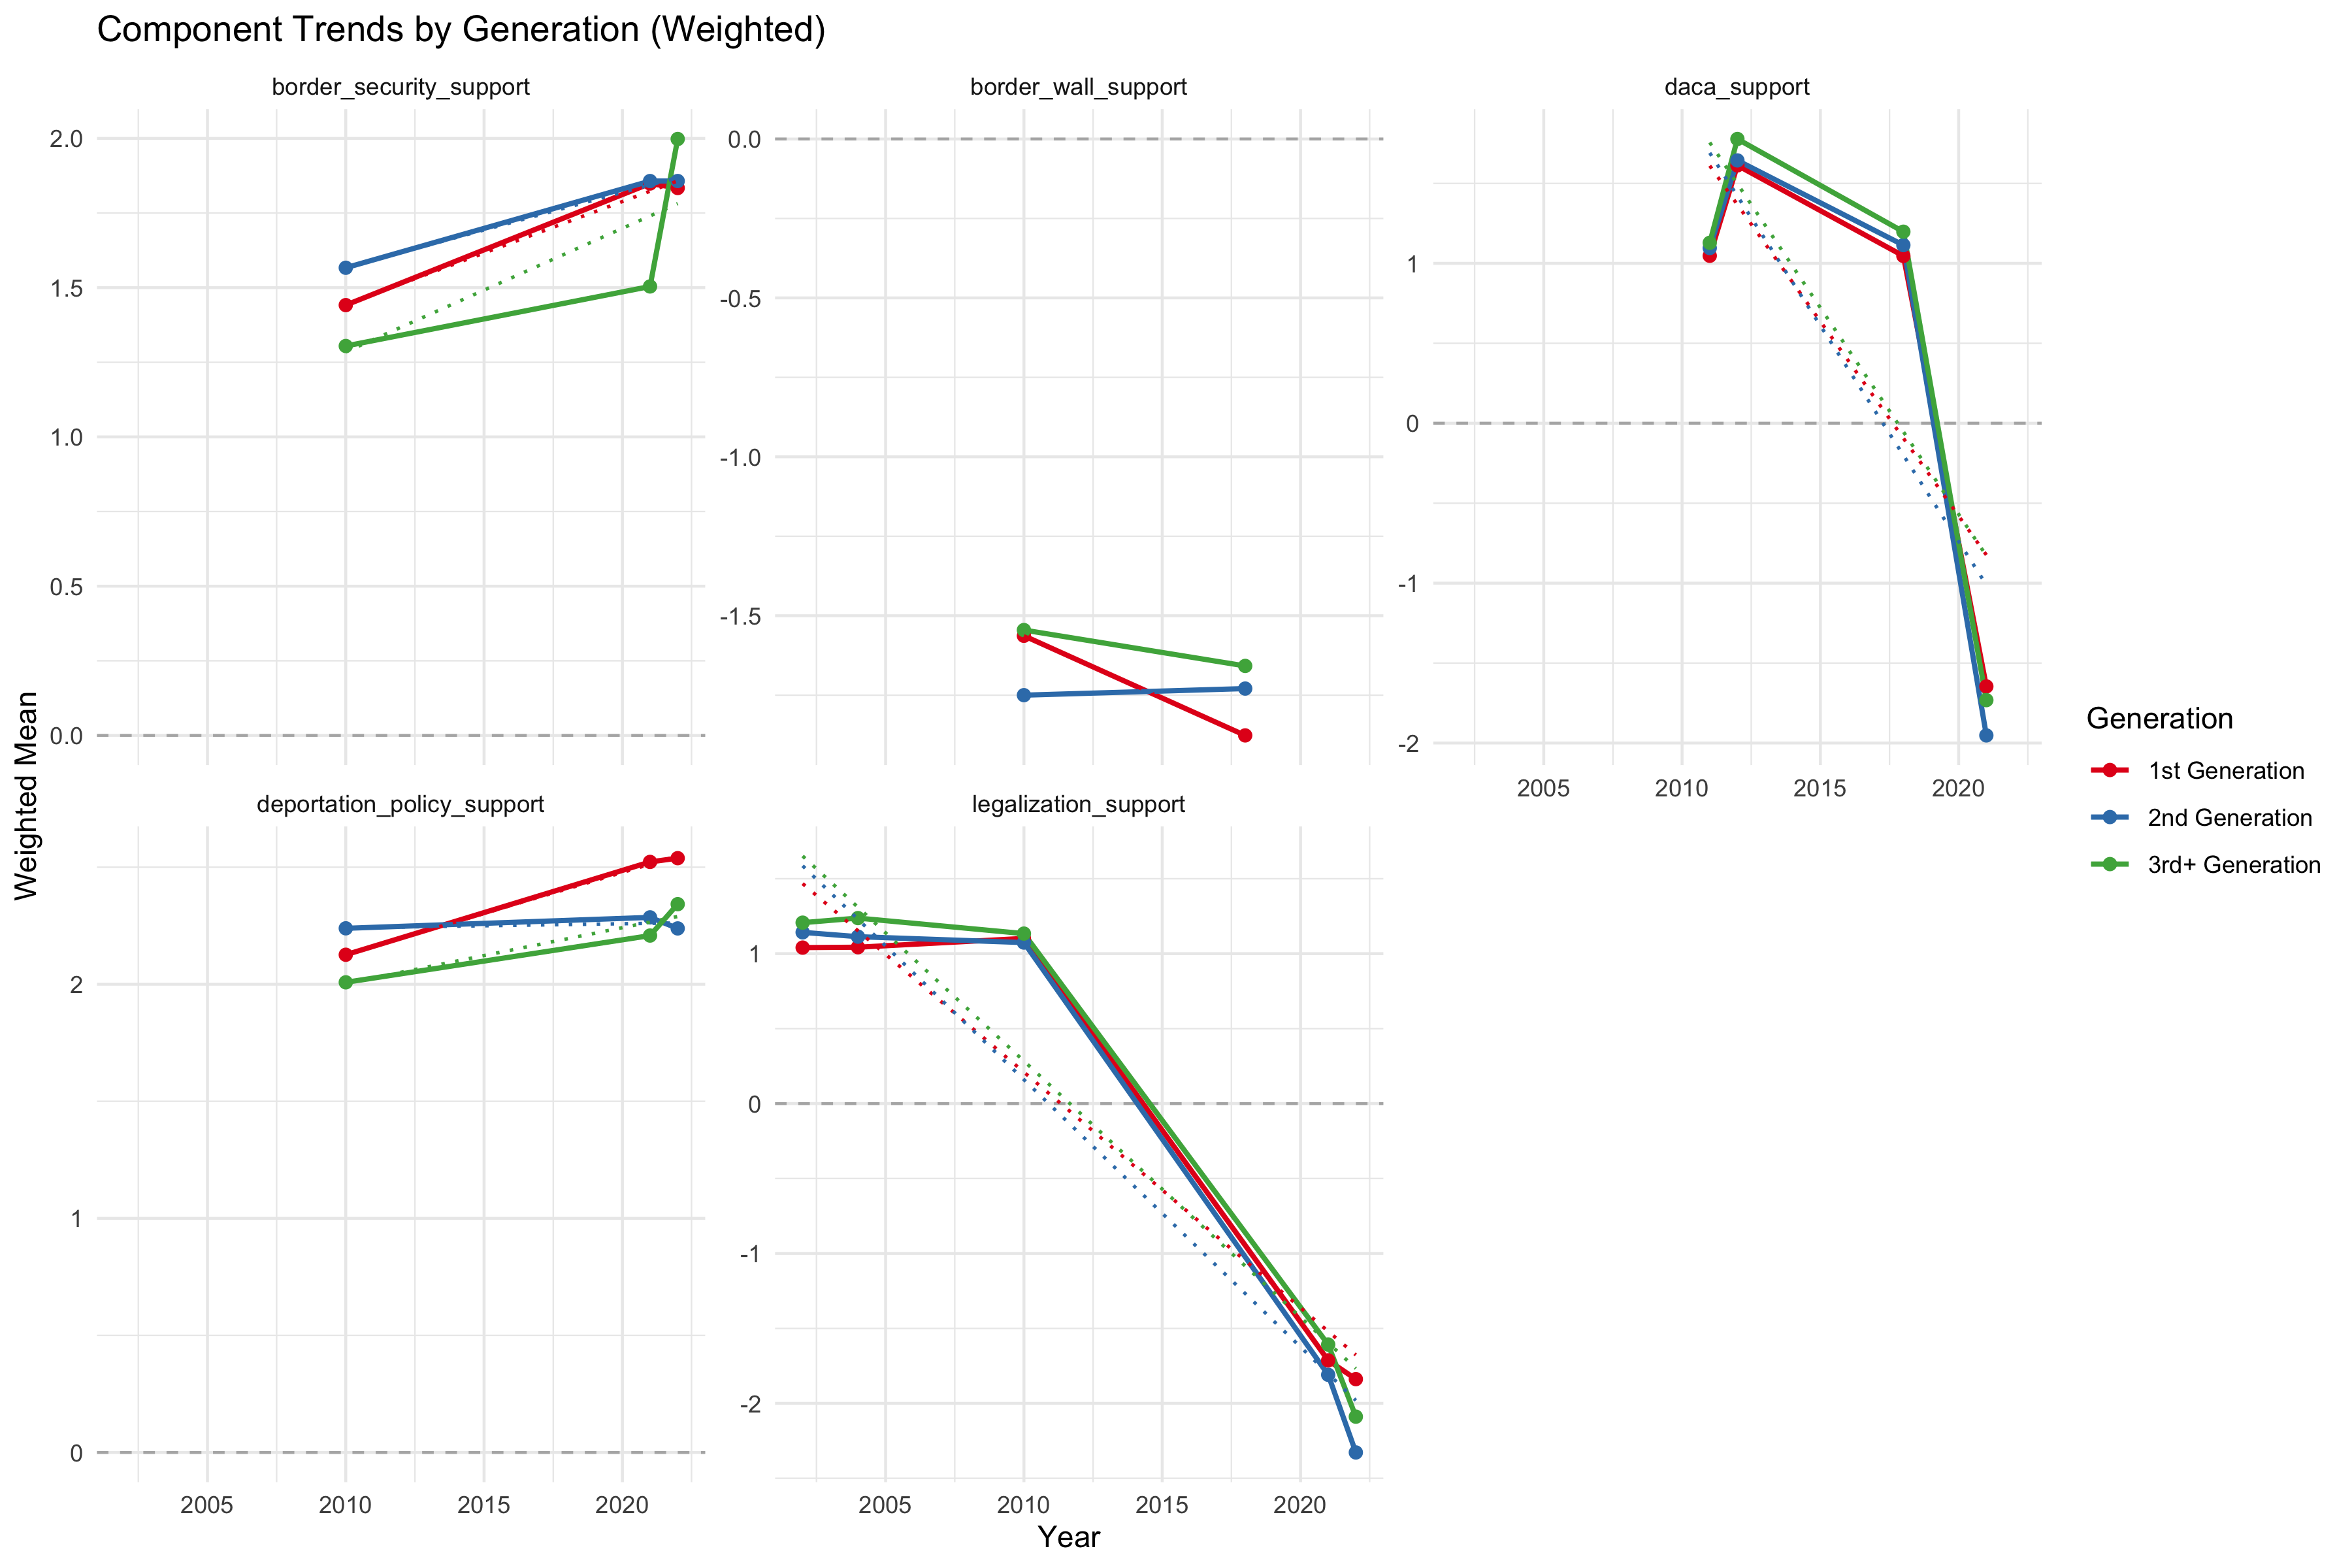 Component Trends by Generation (Weighted)
border_security_support
border_wall_support
daca_support
2.0
1.5
1.0
0.5
0.0
0.0
-0.5
-1.0
-1.5
1
0
-1
-2
2005 2010 2015 2020
deportation_policy_support
legalization_support
2
1
0
1
0
-1
-2
2005 2010 2015 2020
2005 2010 2015 2020
Weighted Mean
Year
Generation
1st Generation
2nd Generation
3rd+ Generation